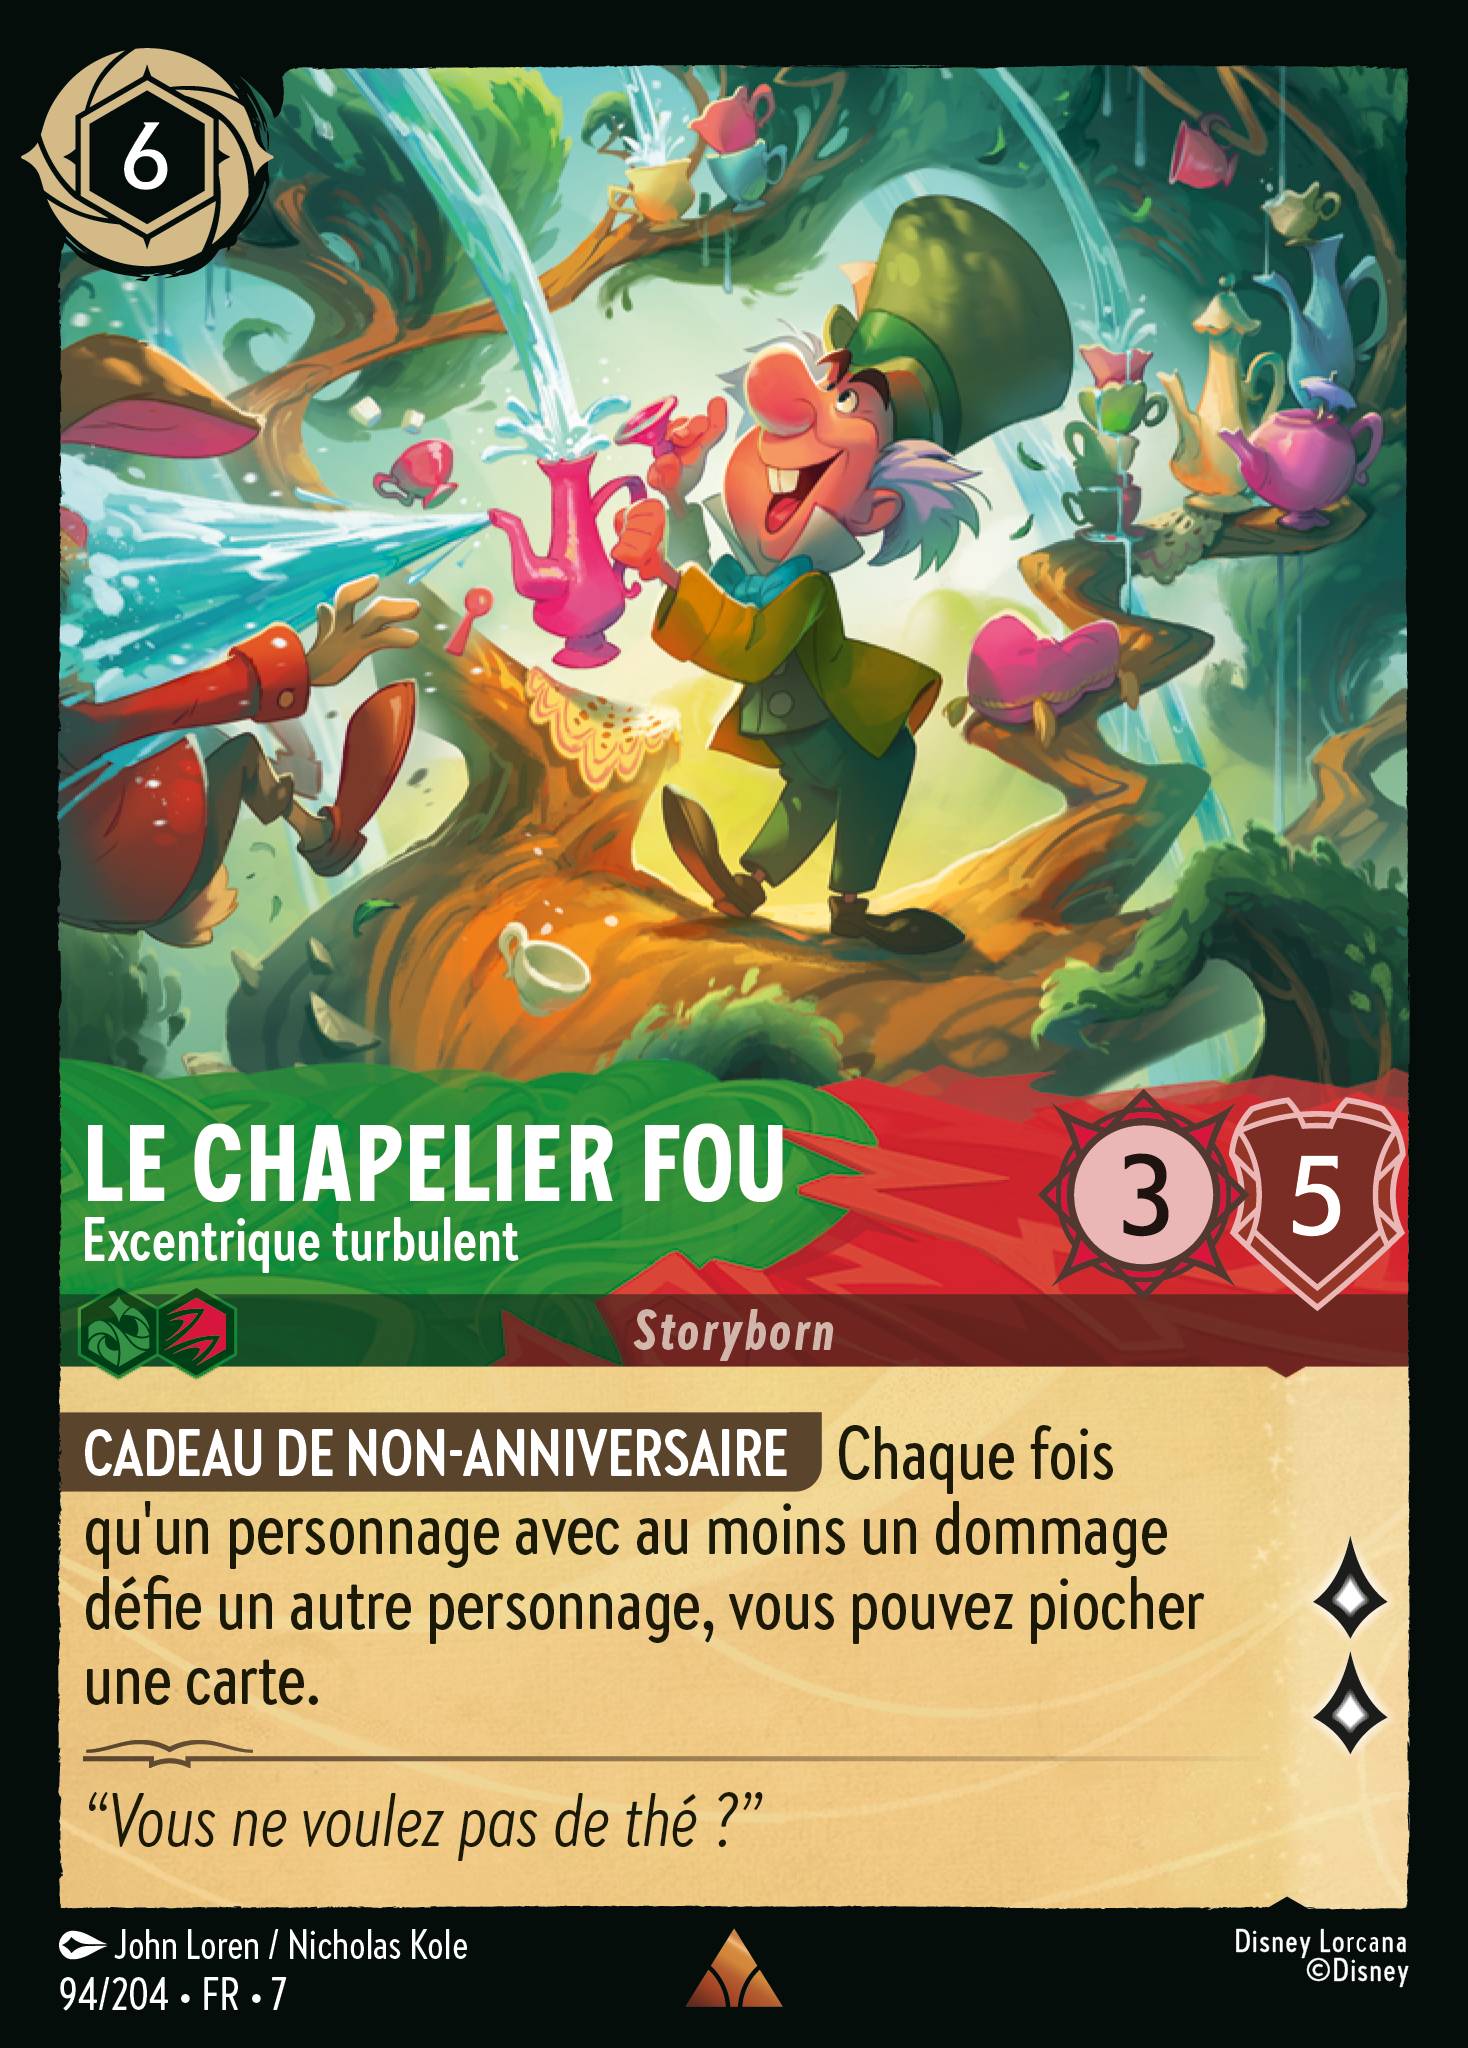 6
LE CHAPELIER FOU
Excentrique turbulent
3
5
Storyborn
CADEAU DE NON-ANNIVERSAIRE Chaque fois
qu'un personnage avec au moins un dommage
défie un autre personnage, vous pouvez piocher
une carte.
“Vous ne voulez pas de thé ?”
John Loren / Nicholas Kole
94/204 • FR • 7
Disney Lorcana
©Disney